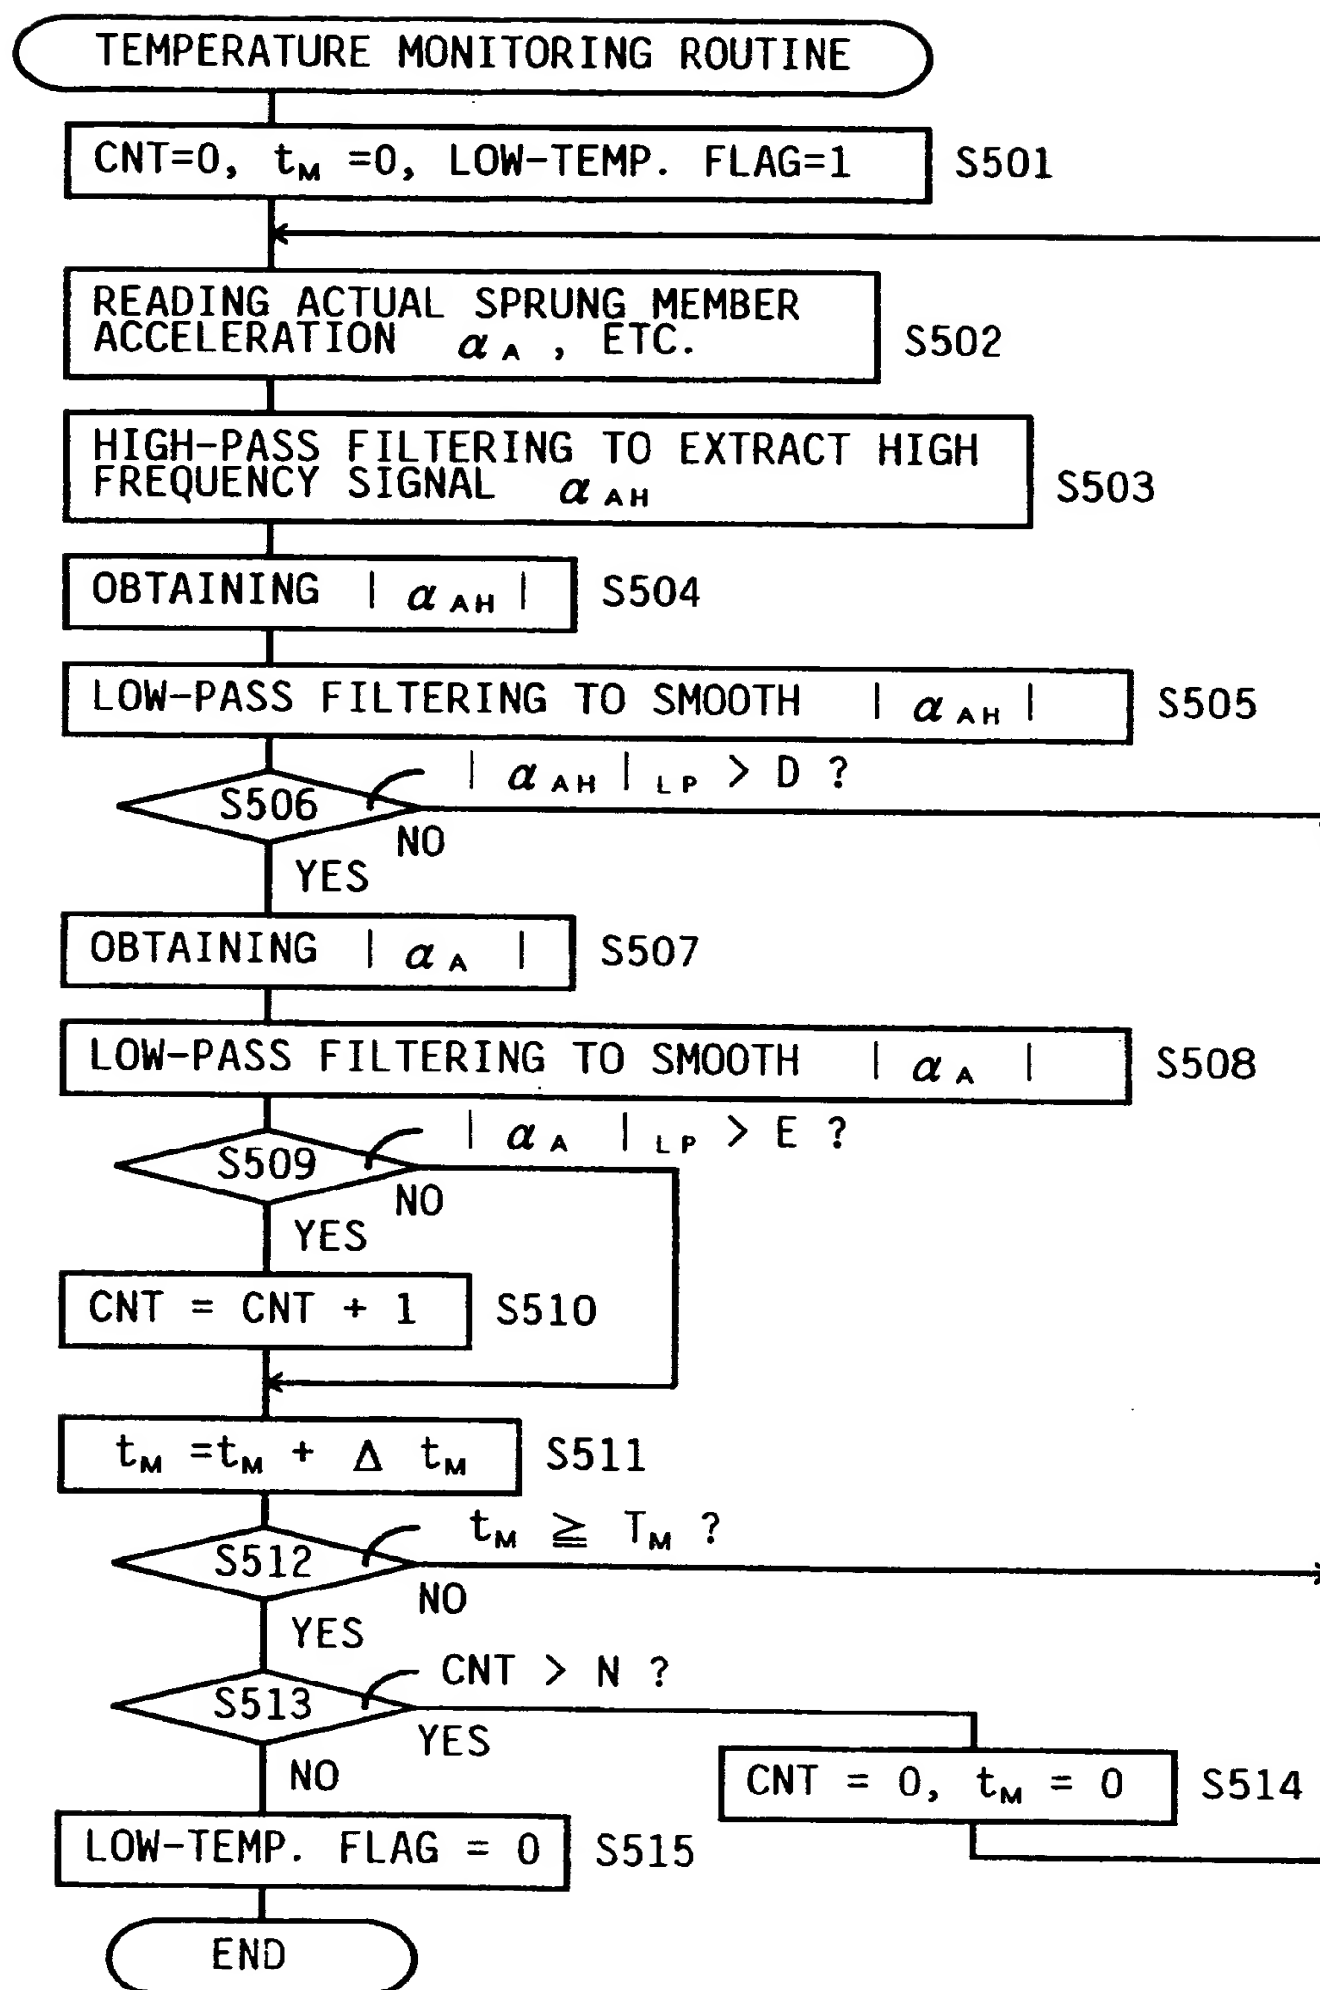 TEMPERATURE MONITORING ROUTINE
CNT=0, tM =0, LOW-TEMP. FLAG=1 S501
READING ACTUAL SPRUNG MEMBER
ACCELERATION αA , ETC.
S502
HIGH-PASS FILTERING TO EXTRACT HIGH
FREQUENCY SIGNAL αAH
S503
OBTAINING | αAH | S504
LOW-PASS FILTERING TO SMOOTH | αAH | S505
| αAH |LP > D ?
S506
NO
YES
OBTAINING | αA | S507
LOW-PASS FILTERING TO SMOOTH | αA | S508
| αA |LP > E ?
S509
NO
YES
CNT = CNT + 1 S510
tM =tM + Δ tM S511
tM ≧ TM ?
S512
NO
YES
CNT > N ?
S513
YES
NO
CNT = 0, tM = 0 S514
LOW-TEMP. FLAG = 0 S515
END